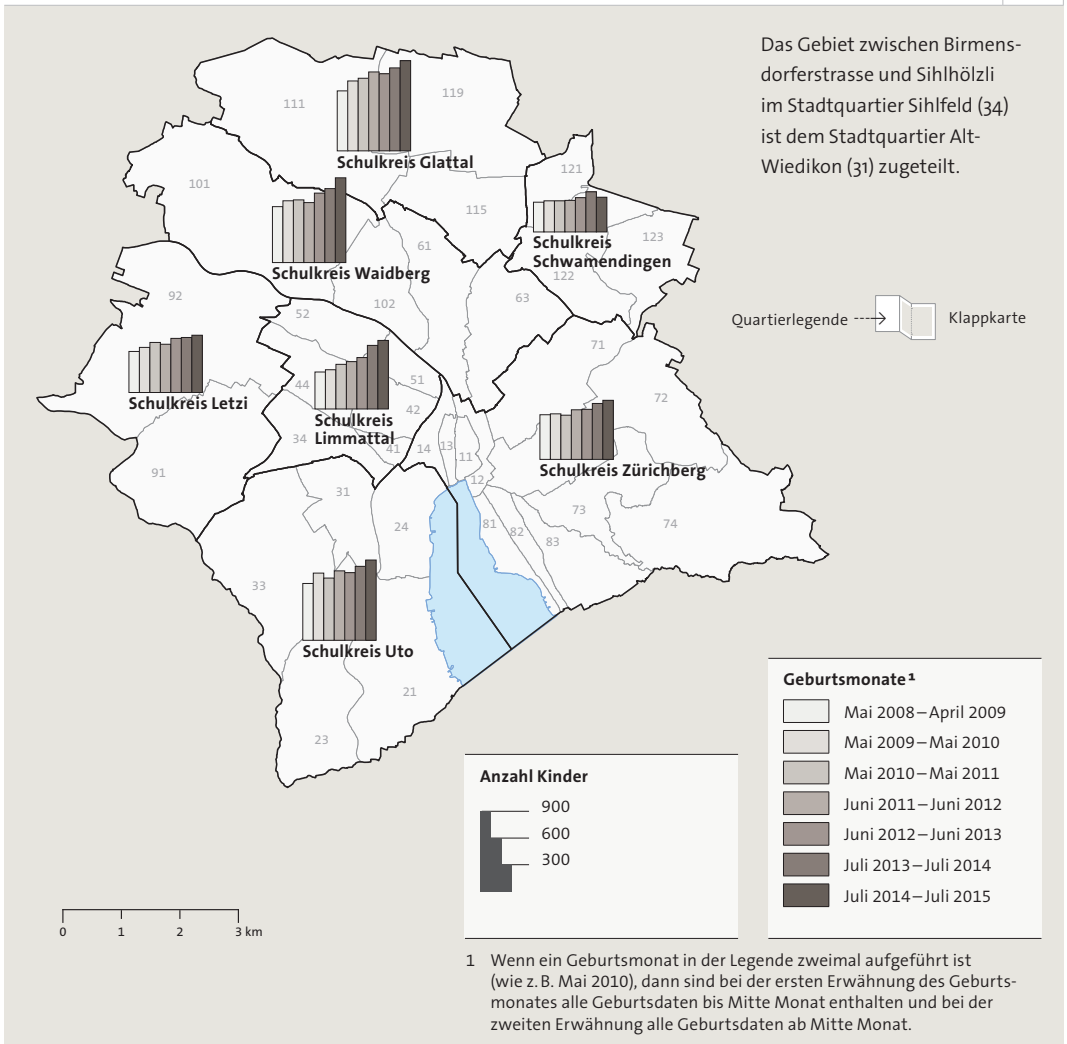 Das Gebiet zwischen Birmens-
dorferstrasse und Sihlhölzli
im Stadtquartier Sihlfeld (34)
ist dem Stadtquartier Alt-
Wiedikon (31) zugeteilt.
111
119
Schulkreis Glattal
101
115
121
123
Schulkreis
Schwamendingen
122
61
Schulkreis Waidberg
102
63
92
52
Quartierlegende
Klappkarte
71
72
Schulkreis Letzi
44
51
42
Schulkreis
Limmattal
34
41
14
13
11
12
Schulkreis Zürichberg
91
31
24
81
82
83
73
74
33
Schulkreis Uto
21
23
Geburtsmonate¹
Mai 2008–April 2009
Mai 2009–Mai 2010
Mai 2010–Mai 2011
Juni 2011–Juni 2012
Juni 2012–Juni 2013
Juli 2013–Juli 2014
Juli 2014–Juli 2015
Anzahl Kinder
900
600
300
0 1 2 3 km
1 Wenn ein Geburtsmonat in der Legende zweimal aufgeführt ist
(wie z. B. Mai 2010), dann sind bei der ersten Erwähnung des Geburts-
monates alle Geburtsdaten bis Mitte Monat enthalten und bei der
zweiten Erwähnung alle Geburtsdaten ab Mitte Monat.